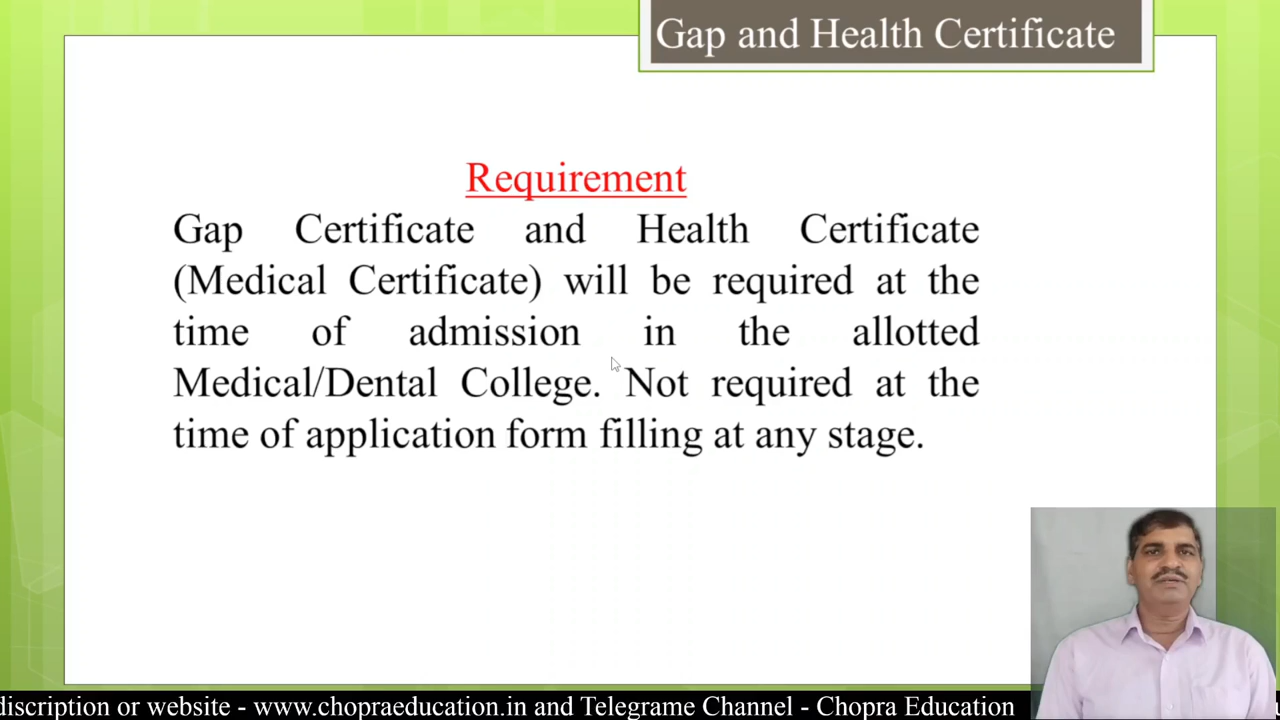 Gap and Health Certificate
Requirement
Gap Certificate and Health Certificate
(Medical Certificate) will be required at the
time of admission in the allotted
Medical/Dental College. Not required at the
time of application form filling at any stage.
discription or website - www.chopraeducation.in and Telegrame Channel - Chopra Education